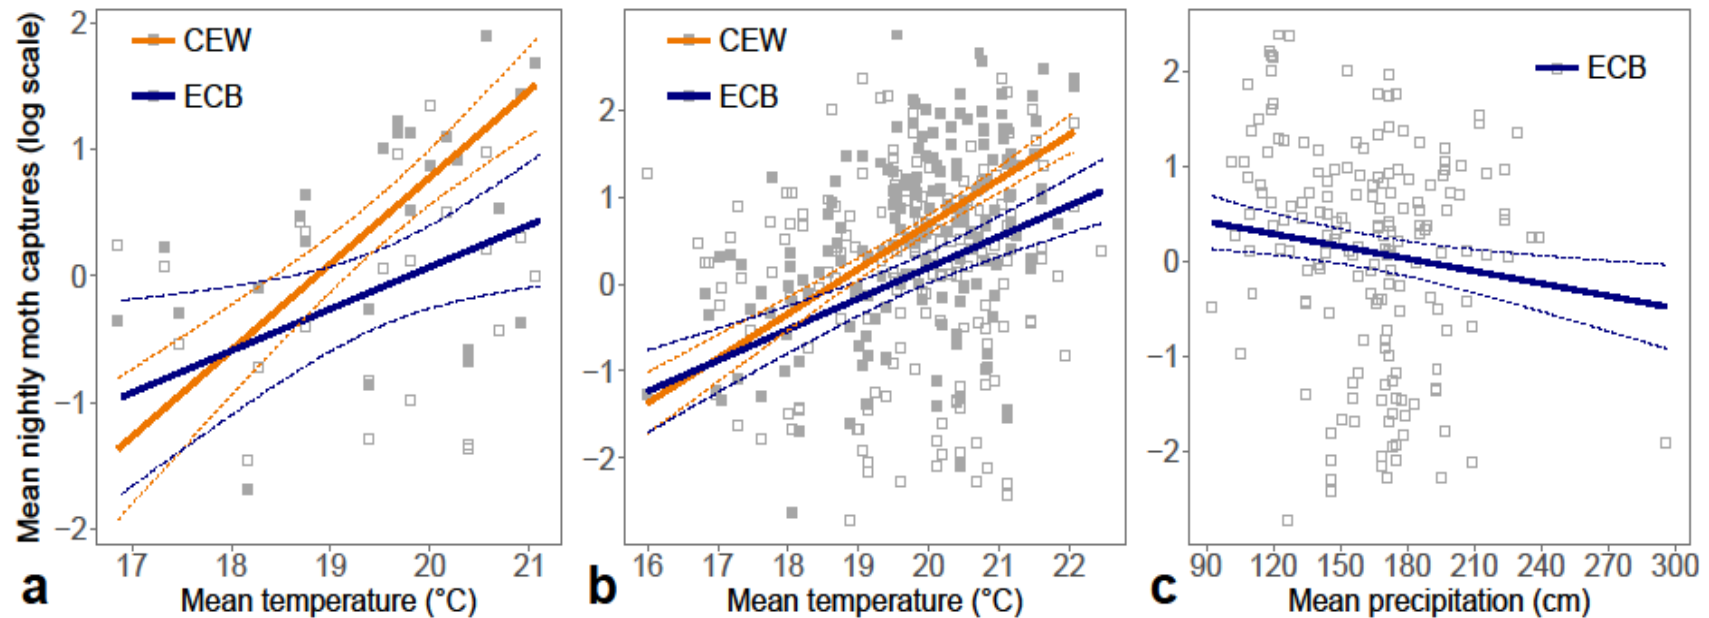 Mean nightly moth captures (log scale)
2
1
0
−1
−2
CEW
ECB
17 18 19 20 21
a
Mean temperature (°C)
2
1
0
−1
−2
CEW
ECB
16 17 18 19 20 21 22
b
Mean temperature (°C)
2
1
0
−1
−2
ECB
90 120 150 180 210 240 270 300
c
Mean precipitation (cm)